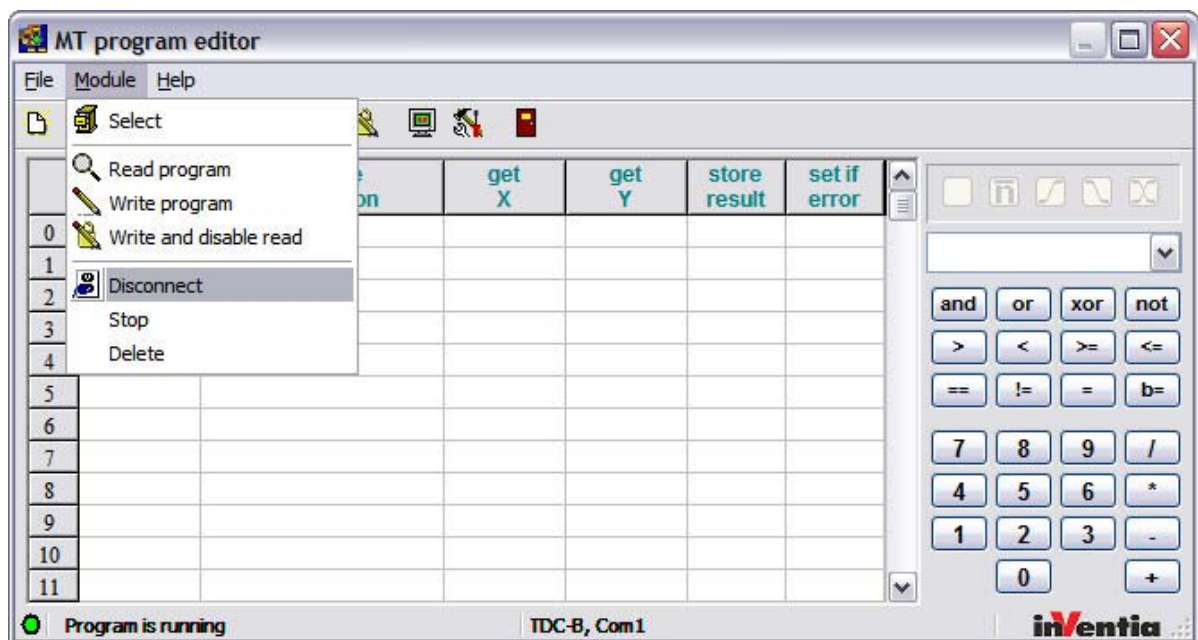 MT program editor
File Module Help
Select
Read program
Write program
Write and disable read
Disconnect
Stop
Delete
get X
get Y
store result
set if error
0
1
2
3
4
5
6
7
8
9
10
11
n
and or xor not
> < >= <=
== != = b=
7 8 9 /
4 5 6 *
1 2 3 -
0 +
Program is running TDC-B, Com1 inVentia